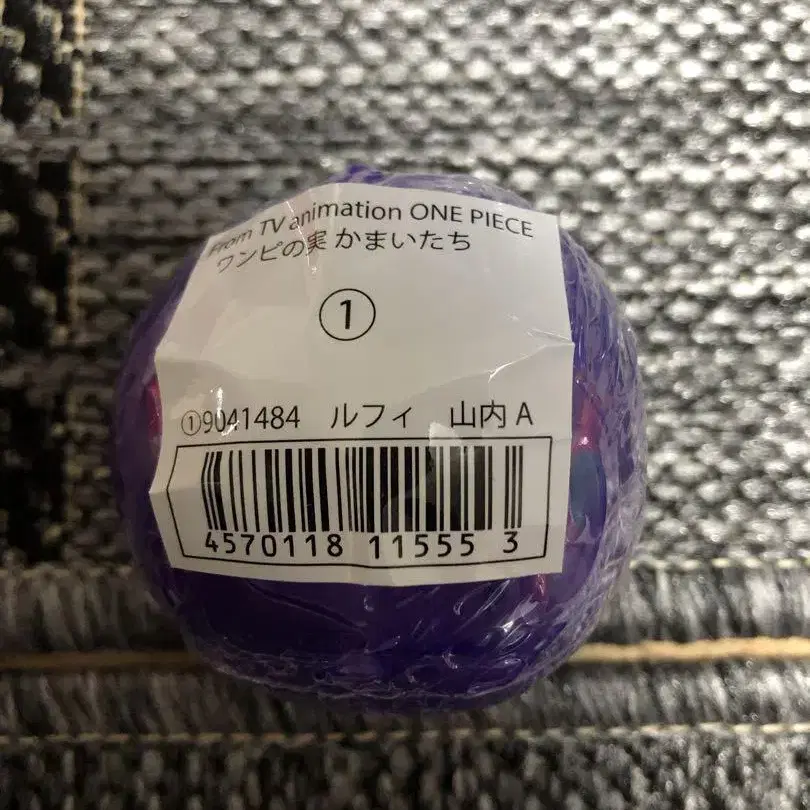 From TV animation ONE PIECE
ワンピの実 かまいたち
①
①9041484 ルフィ 山内 A
4570118 11555 3